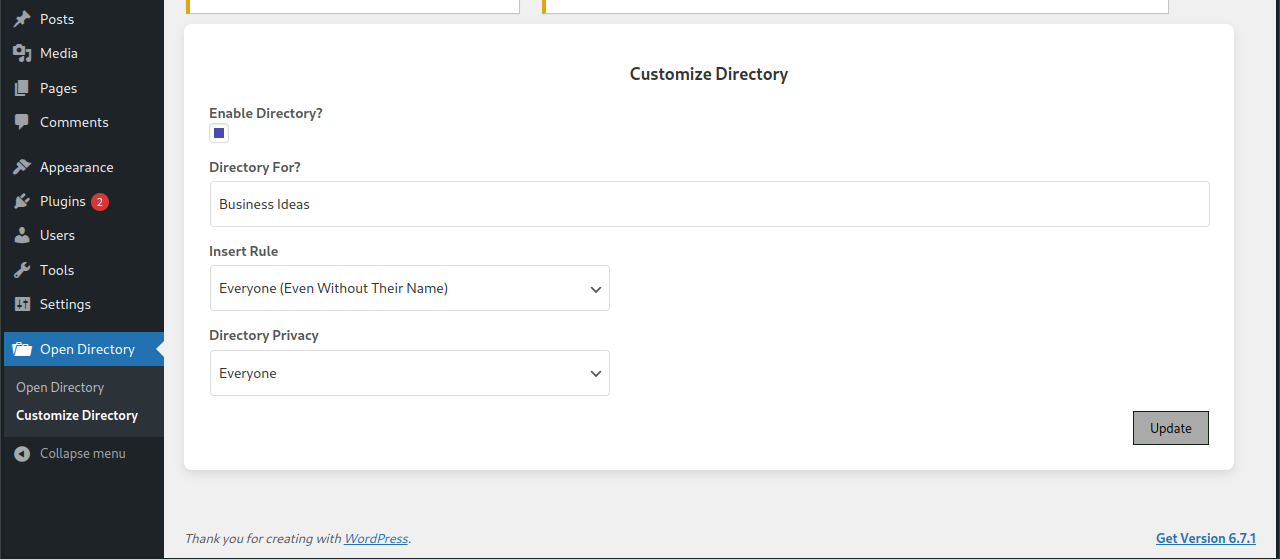 Posts
Media
Pages
Comments
Appearance
Plugins 2
Users
Tools
Settings
Open Directory
Open Directory
Customize Directory
Collapse menu
Customize Directory
Enable Directory?
Directory For?
Business Ideas
Insert Rule
Everyone (Even Without Their Name)
Directory Privacy
Everyone
Update
Thank you for creating with WordPress.
Get Version 6.7.1